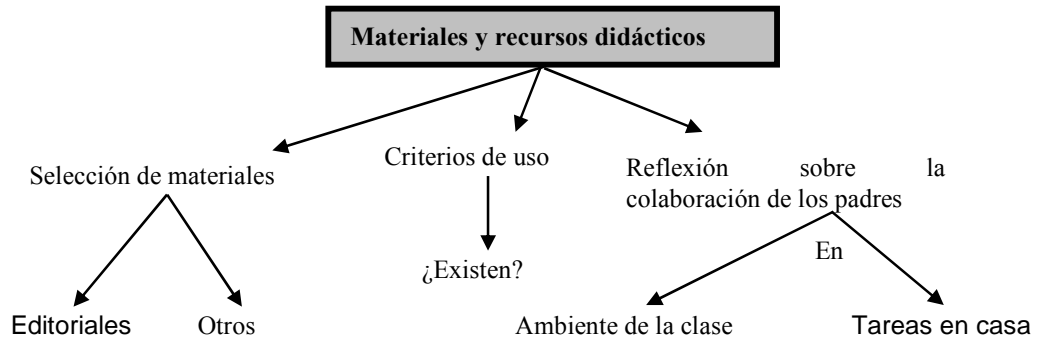 Materiales y recursos didácticos
Selección de materiales
Criterios de uso
Reflexión sobre la
colaboración de los padres
¿Existen?
En
Editoriales
Otros
Ambiente de la clase
Tareas en casa